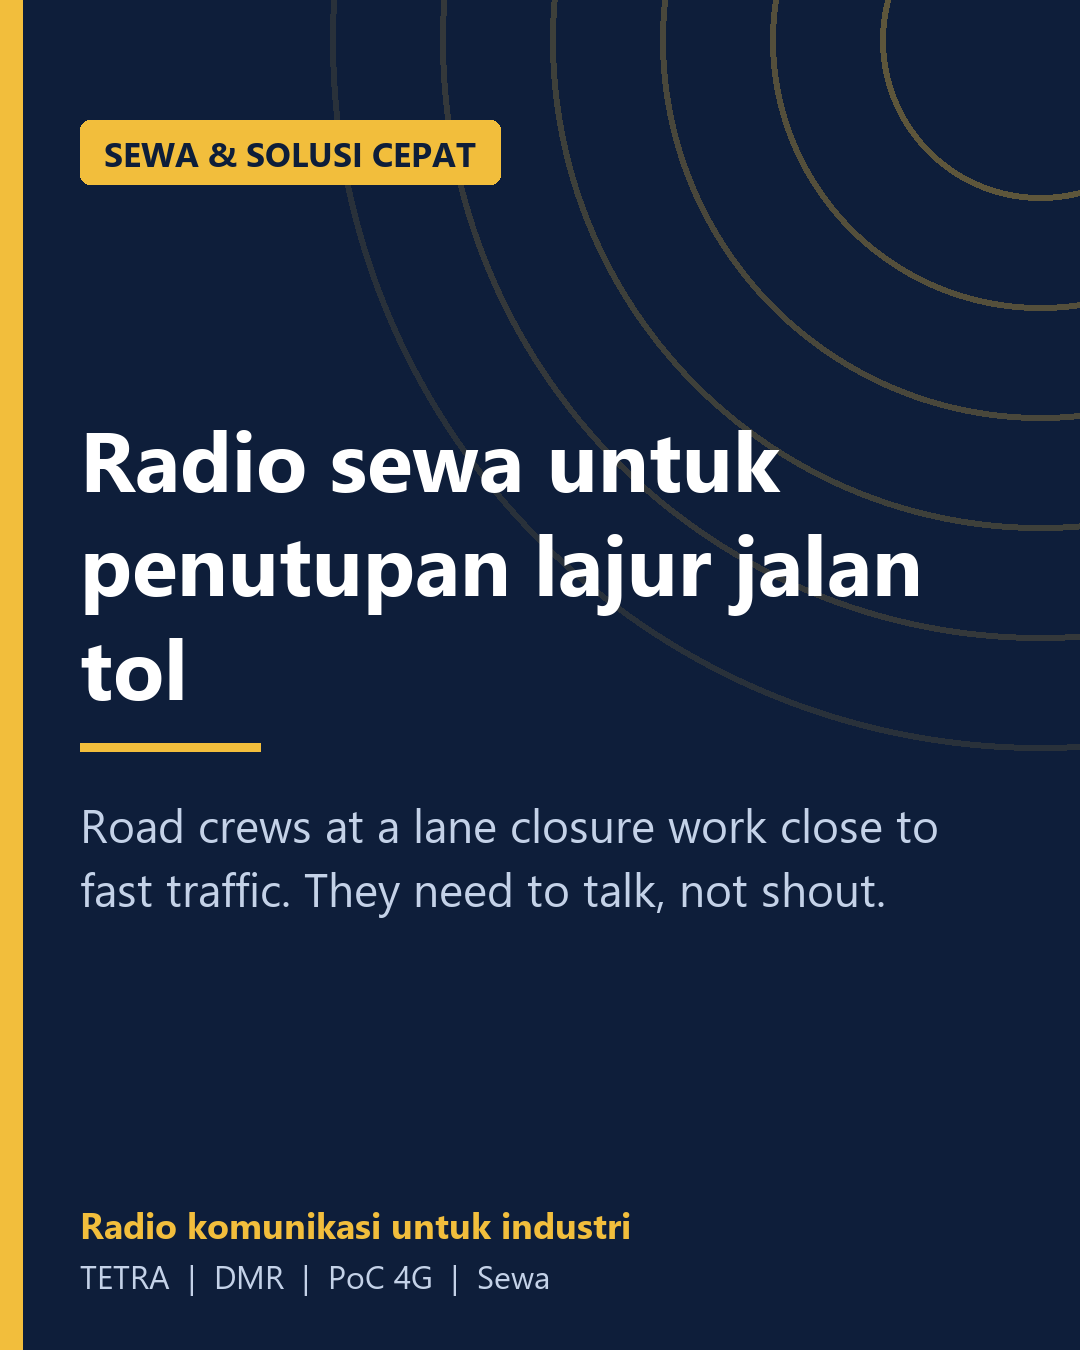 SEWA & SOLUSI CEPAT
Radio sewa untuk
penutupan lajur jalan
tol
Road crews at a lane closure work close to
fast traffic. They need to talk, not shout.
Radio komunikasi untuk industri
TETRA | DMR | PoC 4G | Sewa